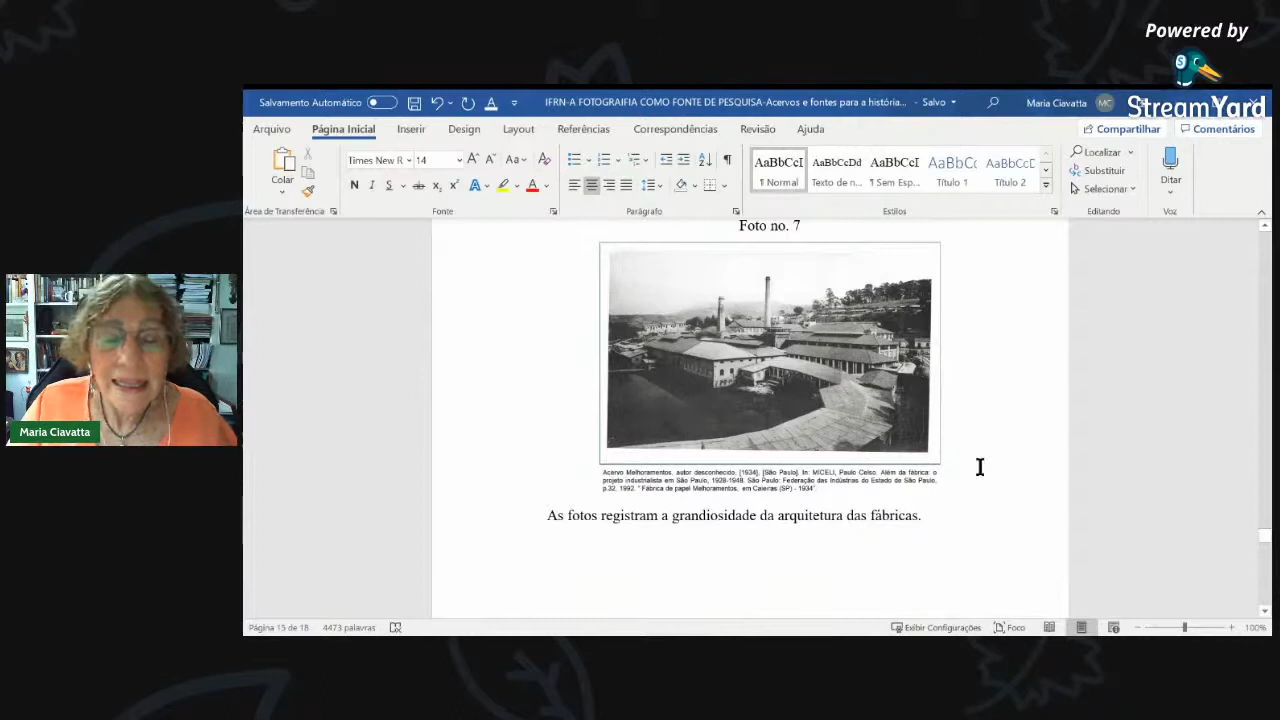 Powered by
StreamYard
Salvamento Automático
IFRN-A FOTOGRAIFIA COMO FONTE DE PESQUISA-Acervos e fontes para a história... - Salvo
Maria Ciavatta
MC
Arquivo
Página Inicial
Inserir
Design
Layout
Referências
Correspondências
Revisão
Ajuda
Compartilhar
Comentários
Colar
Times New R
14
Aa
N I S ab x₂ x² A A
AaBbCcI
AaBbCcDd
AaBbCcI
AaBbCc
AaBbCcD
¶ Normal
Texto de n...
¶ Sem Esp...
Título 1
Título 2
Localizar
Substituir
Selecionar
Ditar
Área de Transferência
Fonte
Parágrafo
Estilos
Editando
Voz
Foto no. 7
Acervo Melhoramentos, autor desconhecido, [1934], [São Paulo]. In: MICELI, Paulo Celso. Além da fábrica: o
projeto industrialista em São Paulo, 1928-1948. São Paulo: Federação das Indústrias do Estado de São Paulo,
p.32, 1992. " Fábrica de papel Melhoramentos, em Caieiras (SP) - 1934"
As fotos registram a grandiosidade da arquitetura das fábricas.
Maria Ciavatta
Página 15 de 18
4473 palavras
Exibir Configurações
Foco
100%